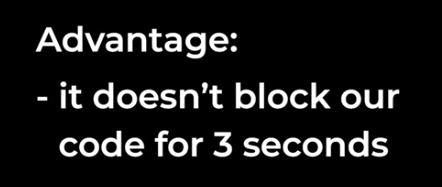 Advantage:
- it doesn’t block our
code for 3 seconds